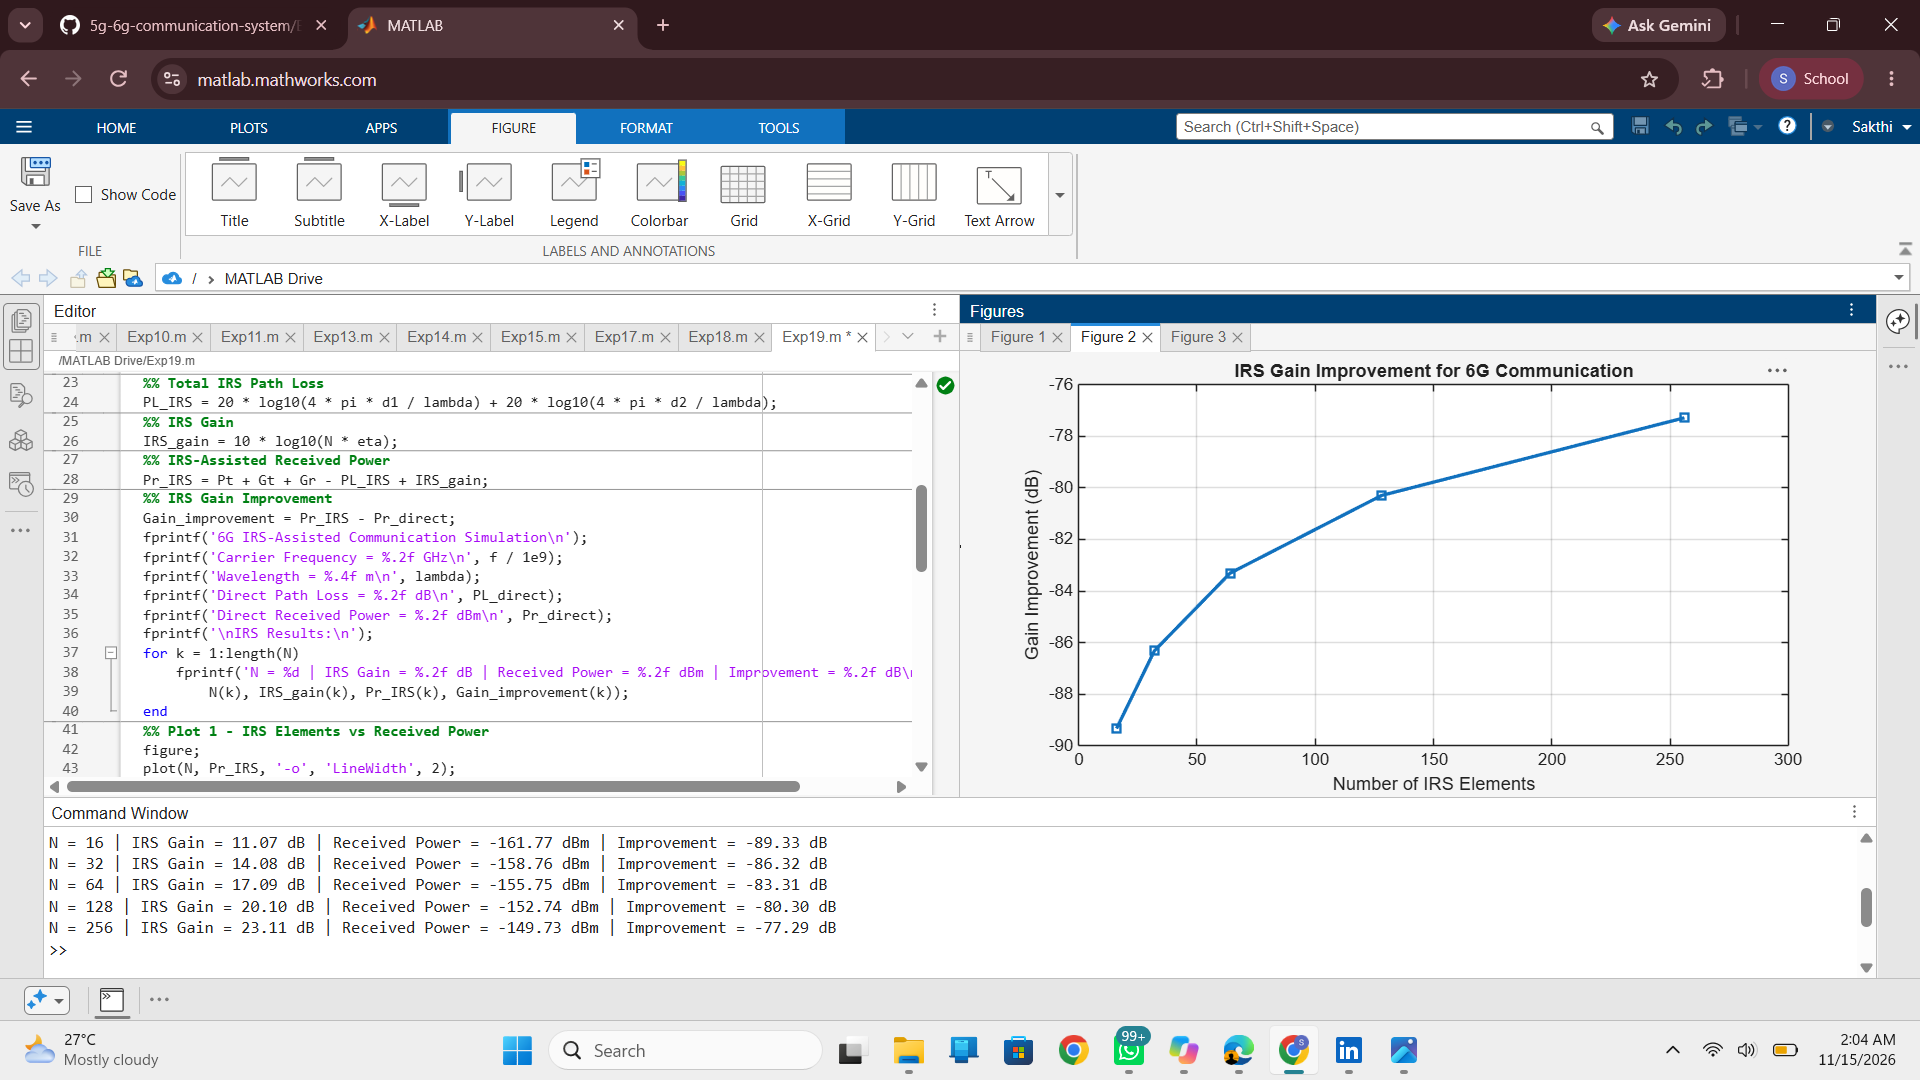 5g-6g-communication-system/
MATLAB
Ask Gemini
matlab.mathworks.com
S School
HOME PLOTS APPS FIGURE FORMAT TOOLS
Search (Ctrl+Shift+Space)
Sakthi
Save As
Show Code
Title Subtitle X-Label Y-Label Legend Colorbar Grid X-Grid Y-Grid Text Arrow
FILE
LABELS AND ANNOTATIONS
/ › MATLAB Drive
Editor
.m Exp10.m Exp11.m Exp13.m Exp14.m Exp15.m Exp17.m Exp18.m Exp19.m *
/MATLAB Drive/Exp19.m
23 %% Total IRS Path Loss
24 PL_IRS = 20 * log10(4 * pi * d1 / lambda) + 20 * log10(4 * pi * d2 / lambda);
25 %% IRS Gain
26 IRS_gain = 10 * log10(N * eta);
27 %% IRS-Assisted Received Power
28 Pr_IRS = Pt + Gt + Gr - PL_IRS + IRS_gain;
29 %% IRS Gain Improvement
30 Gain_improvement = Pr_IRS - Pr_direct;
31 fprintf('6G IRS-Assisted Communication Simulation\n');
32 fprintf('Carrier Frequency = %.2f GHz\n', f / 1e9);
33 fprintf('Wavelength = %.4f m\n', lambda);
34 fprintf('Direct Path Loss = %.2f dB\n', PL_direct);
35 fprintf('Direct Received Power = %.2f dBm\n', Pr_direct);
36 fprintf('\nIRS Results:\n');
37 for k = 1:length(N)
38 fprintf('N = %d | IRS Gain = %.2f dB | Received Power = %.2f dBm | Improvement = %.2f dB\
39 N(k), IRS_gain(k), Pr_IRS(k), Gain_improvement(k));
40 end
41 %% Plot 1 - IRS Elements vs Received Power
42 figure;
43 plot(N, Pr_IRS, '-o', 'LineWidth', 2);
Figures
Figure 1 Figure 2 Figure 3
IRS Gain Improvement for 6G Communication
Gain Improvement (dB)
-76
-78
-80
-82
-84
-86
-88
-90
0 50 100 150 200 250 300
Number of IRS Elements
Command Window
N = 16 | IRS Gain = 11.07 dB | Received Power = -161.77 dBm | Improvement = -89.33 dB
N = 32 | IRS Gain = 14.08 dB | Received Power = -158.76 dBm | Improvement = -86.32 dB
N = 64 | IRS Gain = 17.09 dB | Received Power = -155.75 dBm | Improvement = -83.31 dB
N = 128 | IRS Gain = 20.10 dB | Received Power = -152.74 dBm | Improvement = -80.30 dB
N = 256 | IRS Gain = 23.11 dB | Received Power = -149.73 dBm | Improvement = -77.29 dB
>>
27°C
Mostly cloudy
Search
99+
2:04 AM
11/15/2026